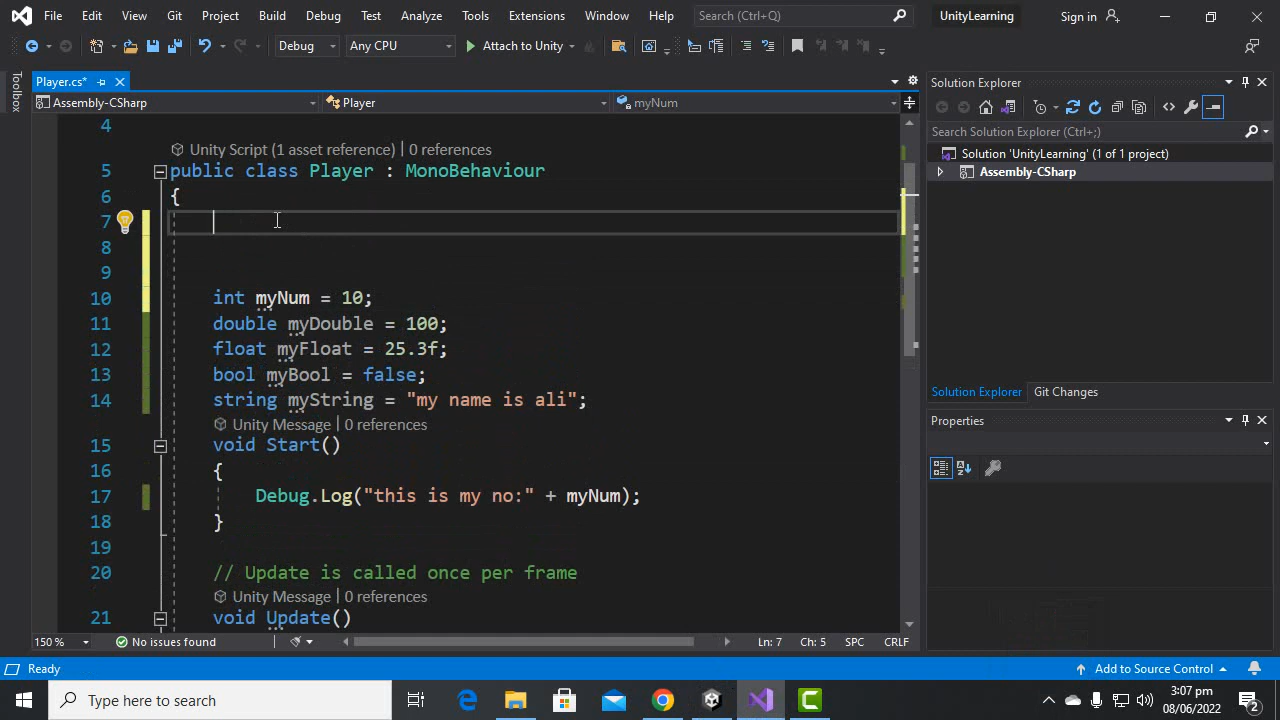 File Edit View Git Project Build Debug Test Analyze Tools Extensions Window Help Search (Ctrl+Q) UnityLearning Sign in
Debug Any CPU Attach to Unity
Toolbox
Player.cs*
Assembly-CSharp Player myNum
4
Unity Script (1 asset reference) | 0 references
5 public class Player : MonoBehaviour
6 {
7
8
9
10 int myNum = 10;
11 double myDouble = 100;
12 float myFloat = 25.3f;
13 bool myBool = false;
14 string myString = "my name is ali";
Unity Message | 0 references
15 void Start()
16 {
17 Debug.Log("this is my no:" + myNum);
18 }
19
20 // Update is called once per frame
Unity Message | 0 references
21 void Update()
150 % No issues found Ln: 7 Ch: 5 SPC CRLF
Solution Explorer
Search Solution Explorer (Ctrl+;)
Solution 'UnityLearning' (1 of 1 project)
Assembly-CSharp
Solution Explorer Git Changes
Properties
Ready Add to Source Control 2
Type here to search
3:07 pm
08/06/2022
2